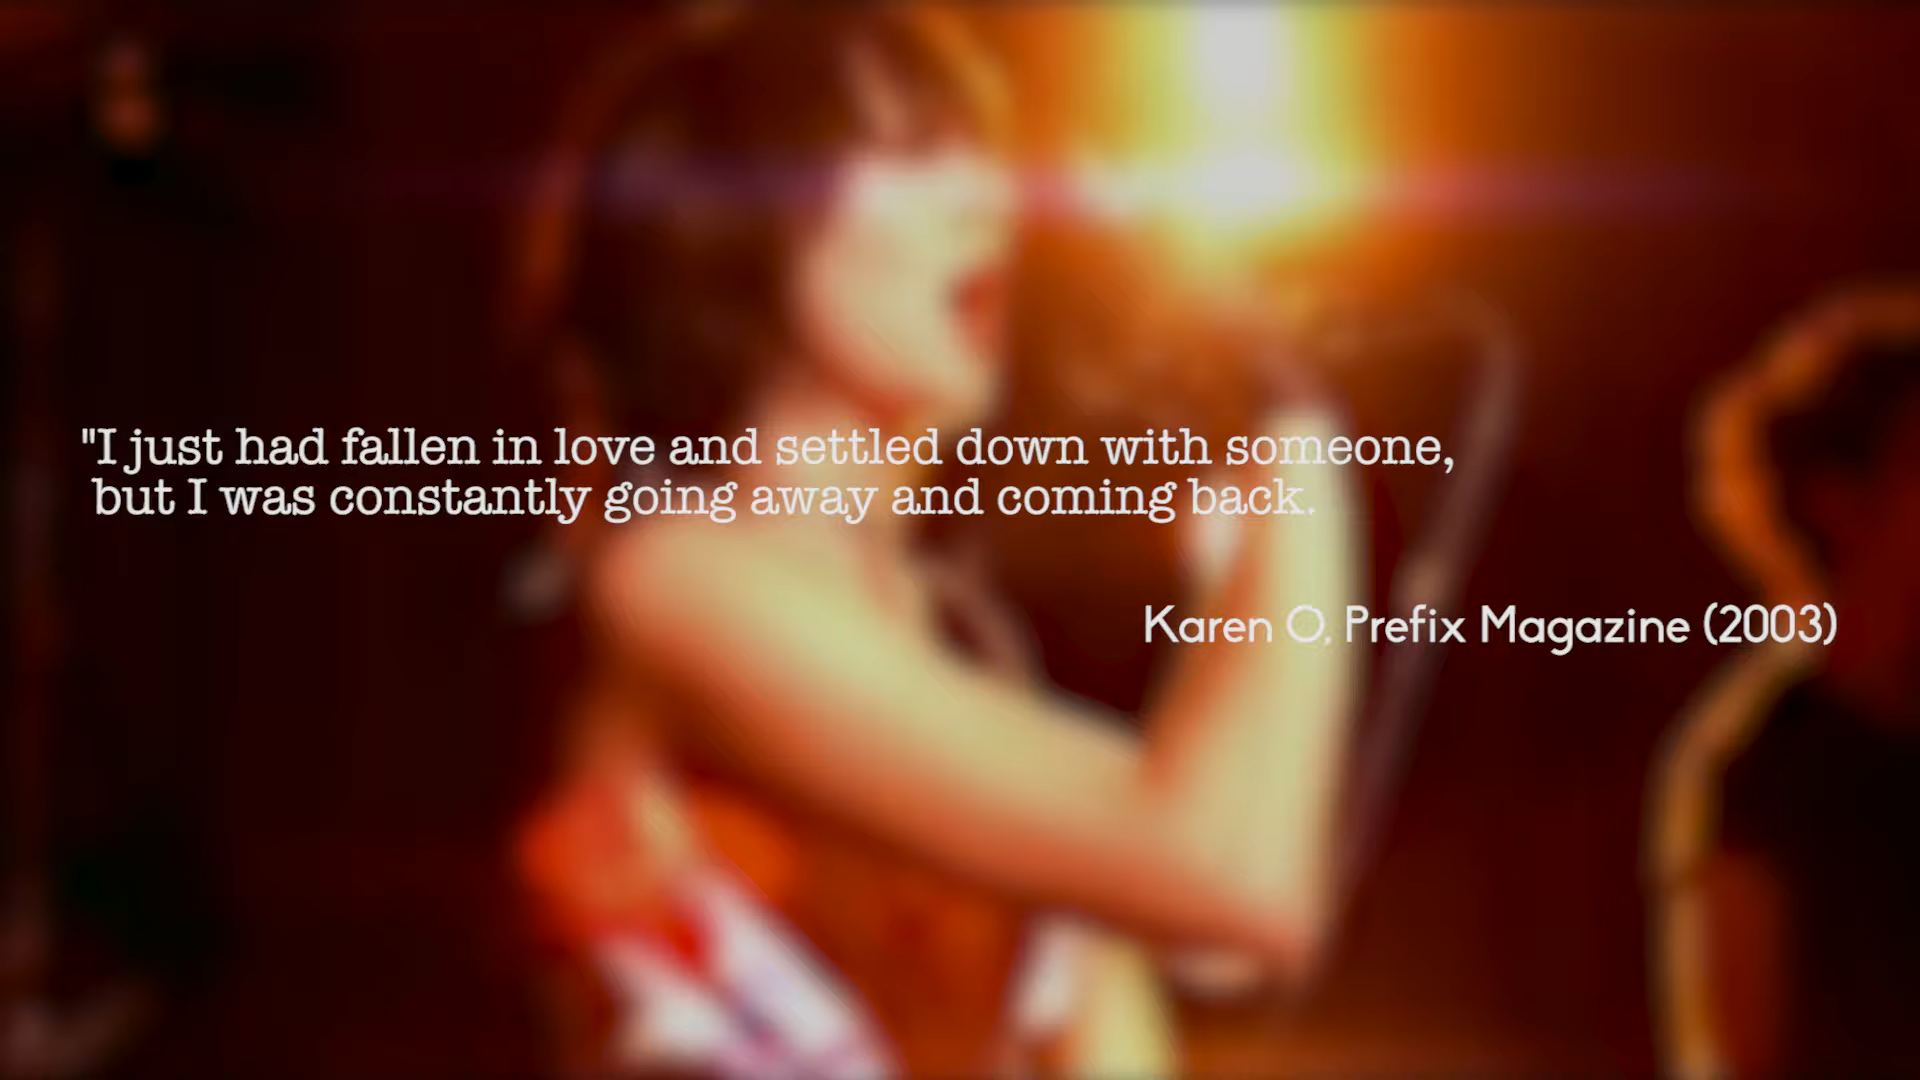 "I just had fallen in love and settled down with someone,
but I was constantly going away and coming back.
Karen O, Prefix Magazine (2003)